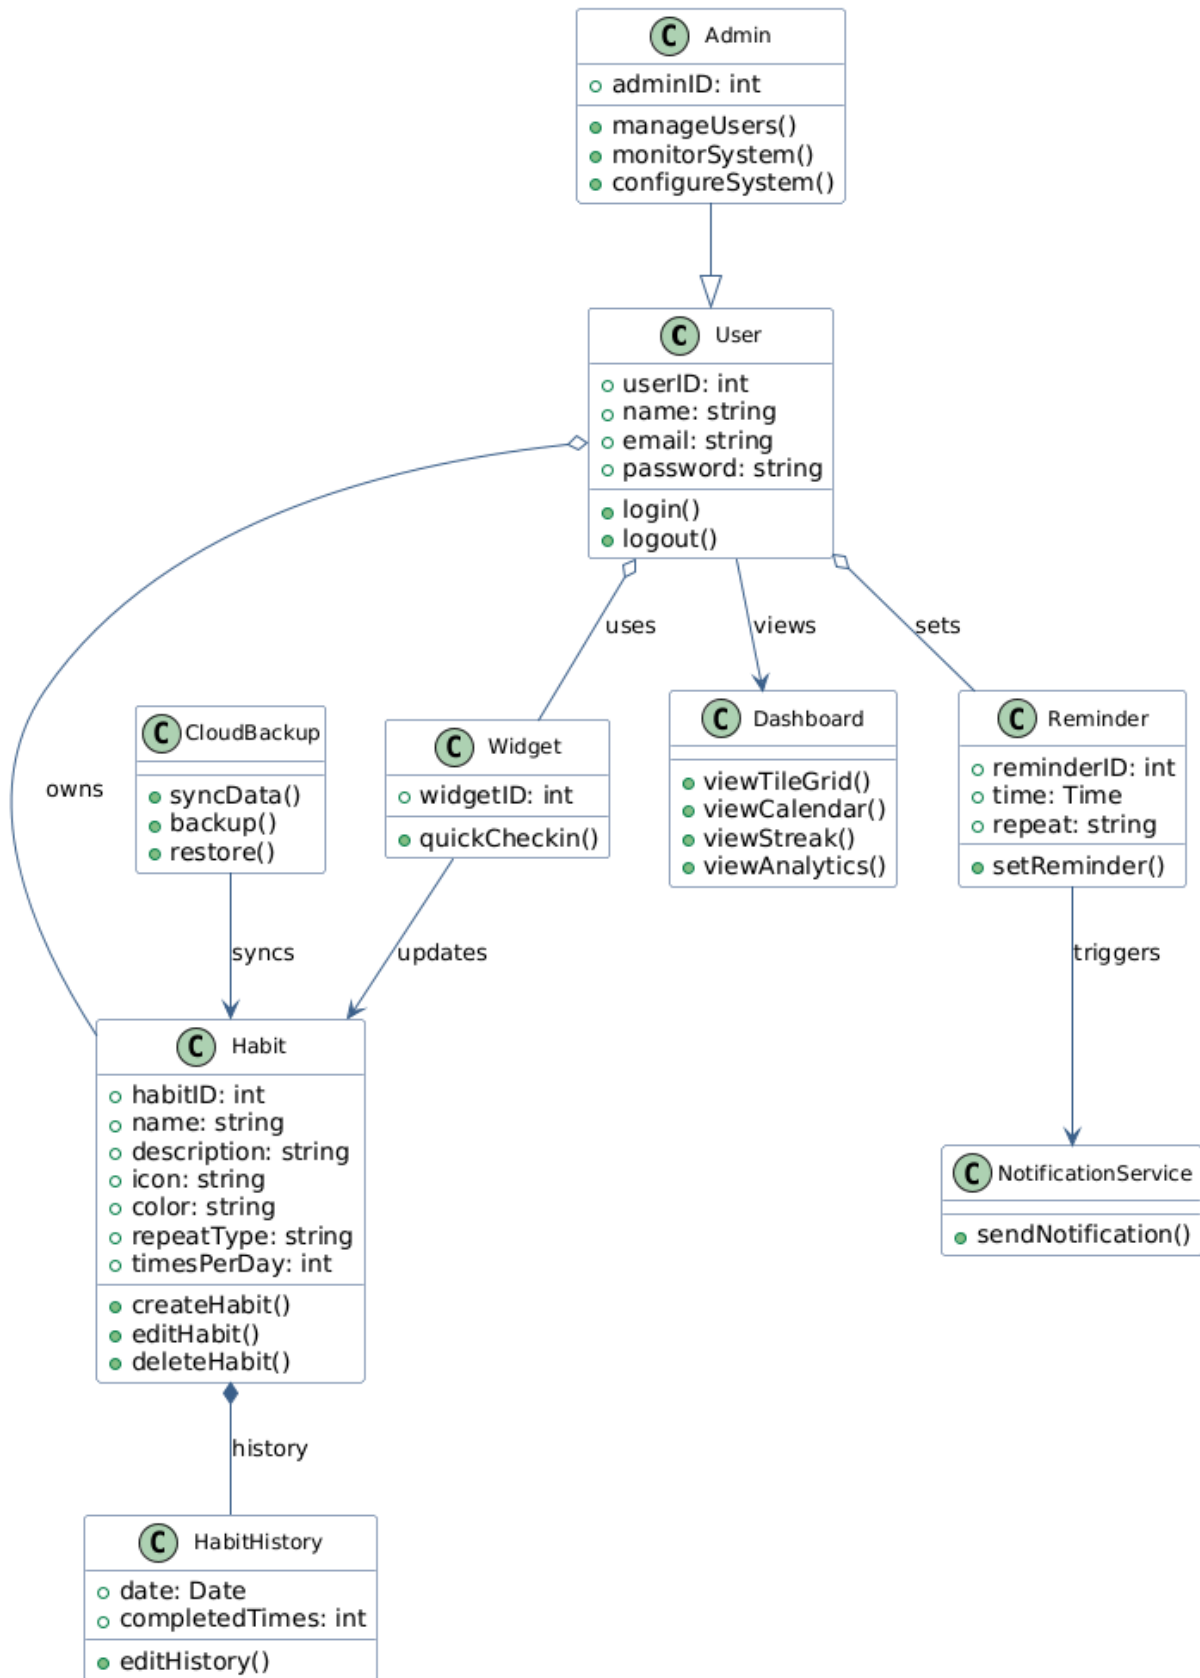 C Admin
adminID: int
manageUsers()
monitorSystem()
configureSystem()
C User
userID: int
name: string
email: string
password: string
login()
logout()
uses
views
sets
owns
C CloudBackup
syncData()
backup()
restore()
C Widget
widgetID: int
quickCheckin()
C Dashboard
viewTileGrid()
viewCalendar()
viewStreak()
viewAnalytics()
C Reminder
reminderID: int
time: Time
repeat: string
setReminder()
syncs
updates
triggers
C Habit
habitID: int
name: string
description: string
icon: string
color: string
repeatType: string
timesPerDay: int
createHabit()
editHabit()
deleteHabit()
C NotificationService
sendNotification()
history
C HabitHistory
date: Date
completedTimes: int
editHistory()